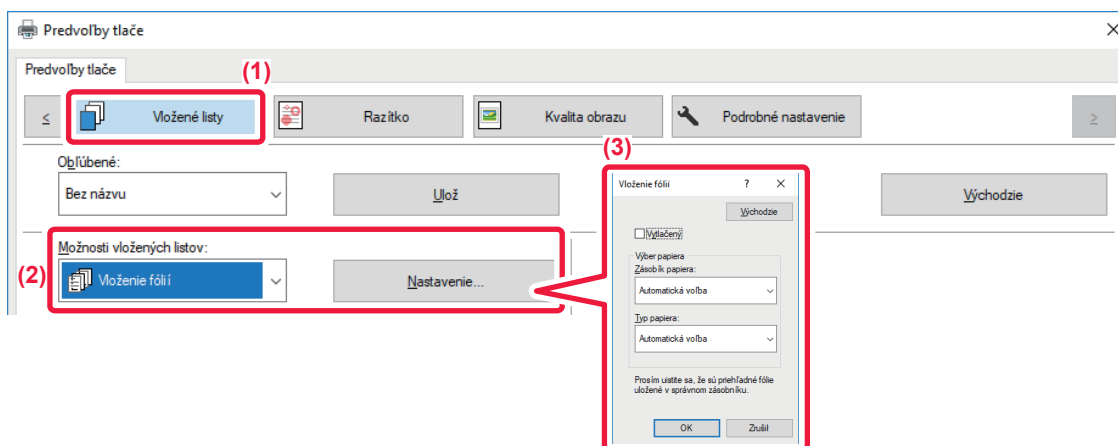 Predvoľby tlače
Predvoľby tlače
(1)
< Vložené listy Razítko Kvalita obrazu Podrobné nastavenie >
(3)
Obľúbené:
Bez názvu Ulož Východzie
Možnosti vložených listov:
(2) Vloženie fólií Nastavenie...
Vloženie fólií ? ×
Východzie
Vytlačený
Výber papiera
Zásobík papiera:
Automatická voľba
Typ papiera:
Automatická voľba
Prosím uistite sa, že sú priehľadné fólie
uložené v správnom zásobníku.
OK Zrušiť